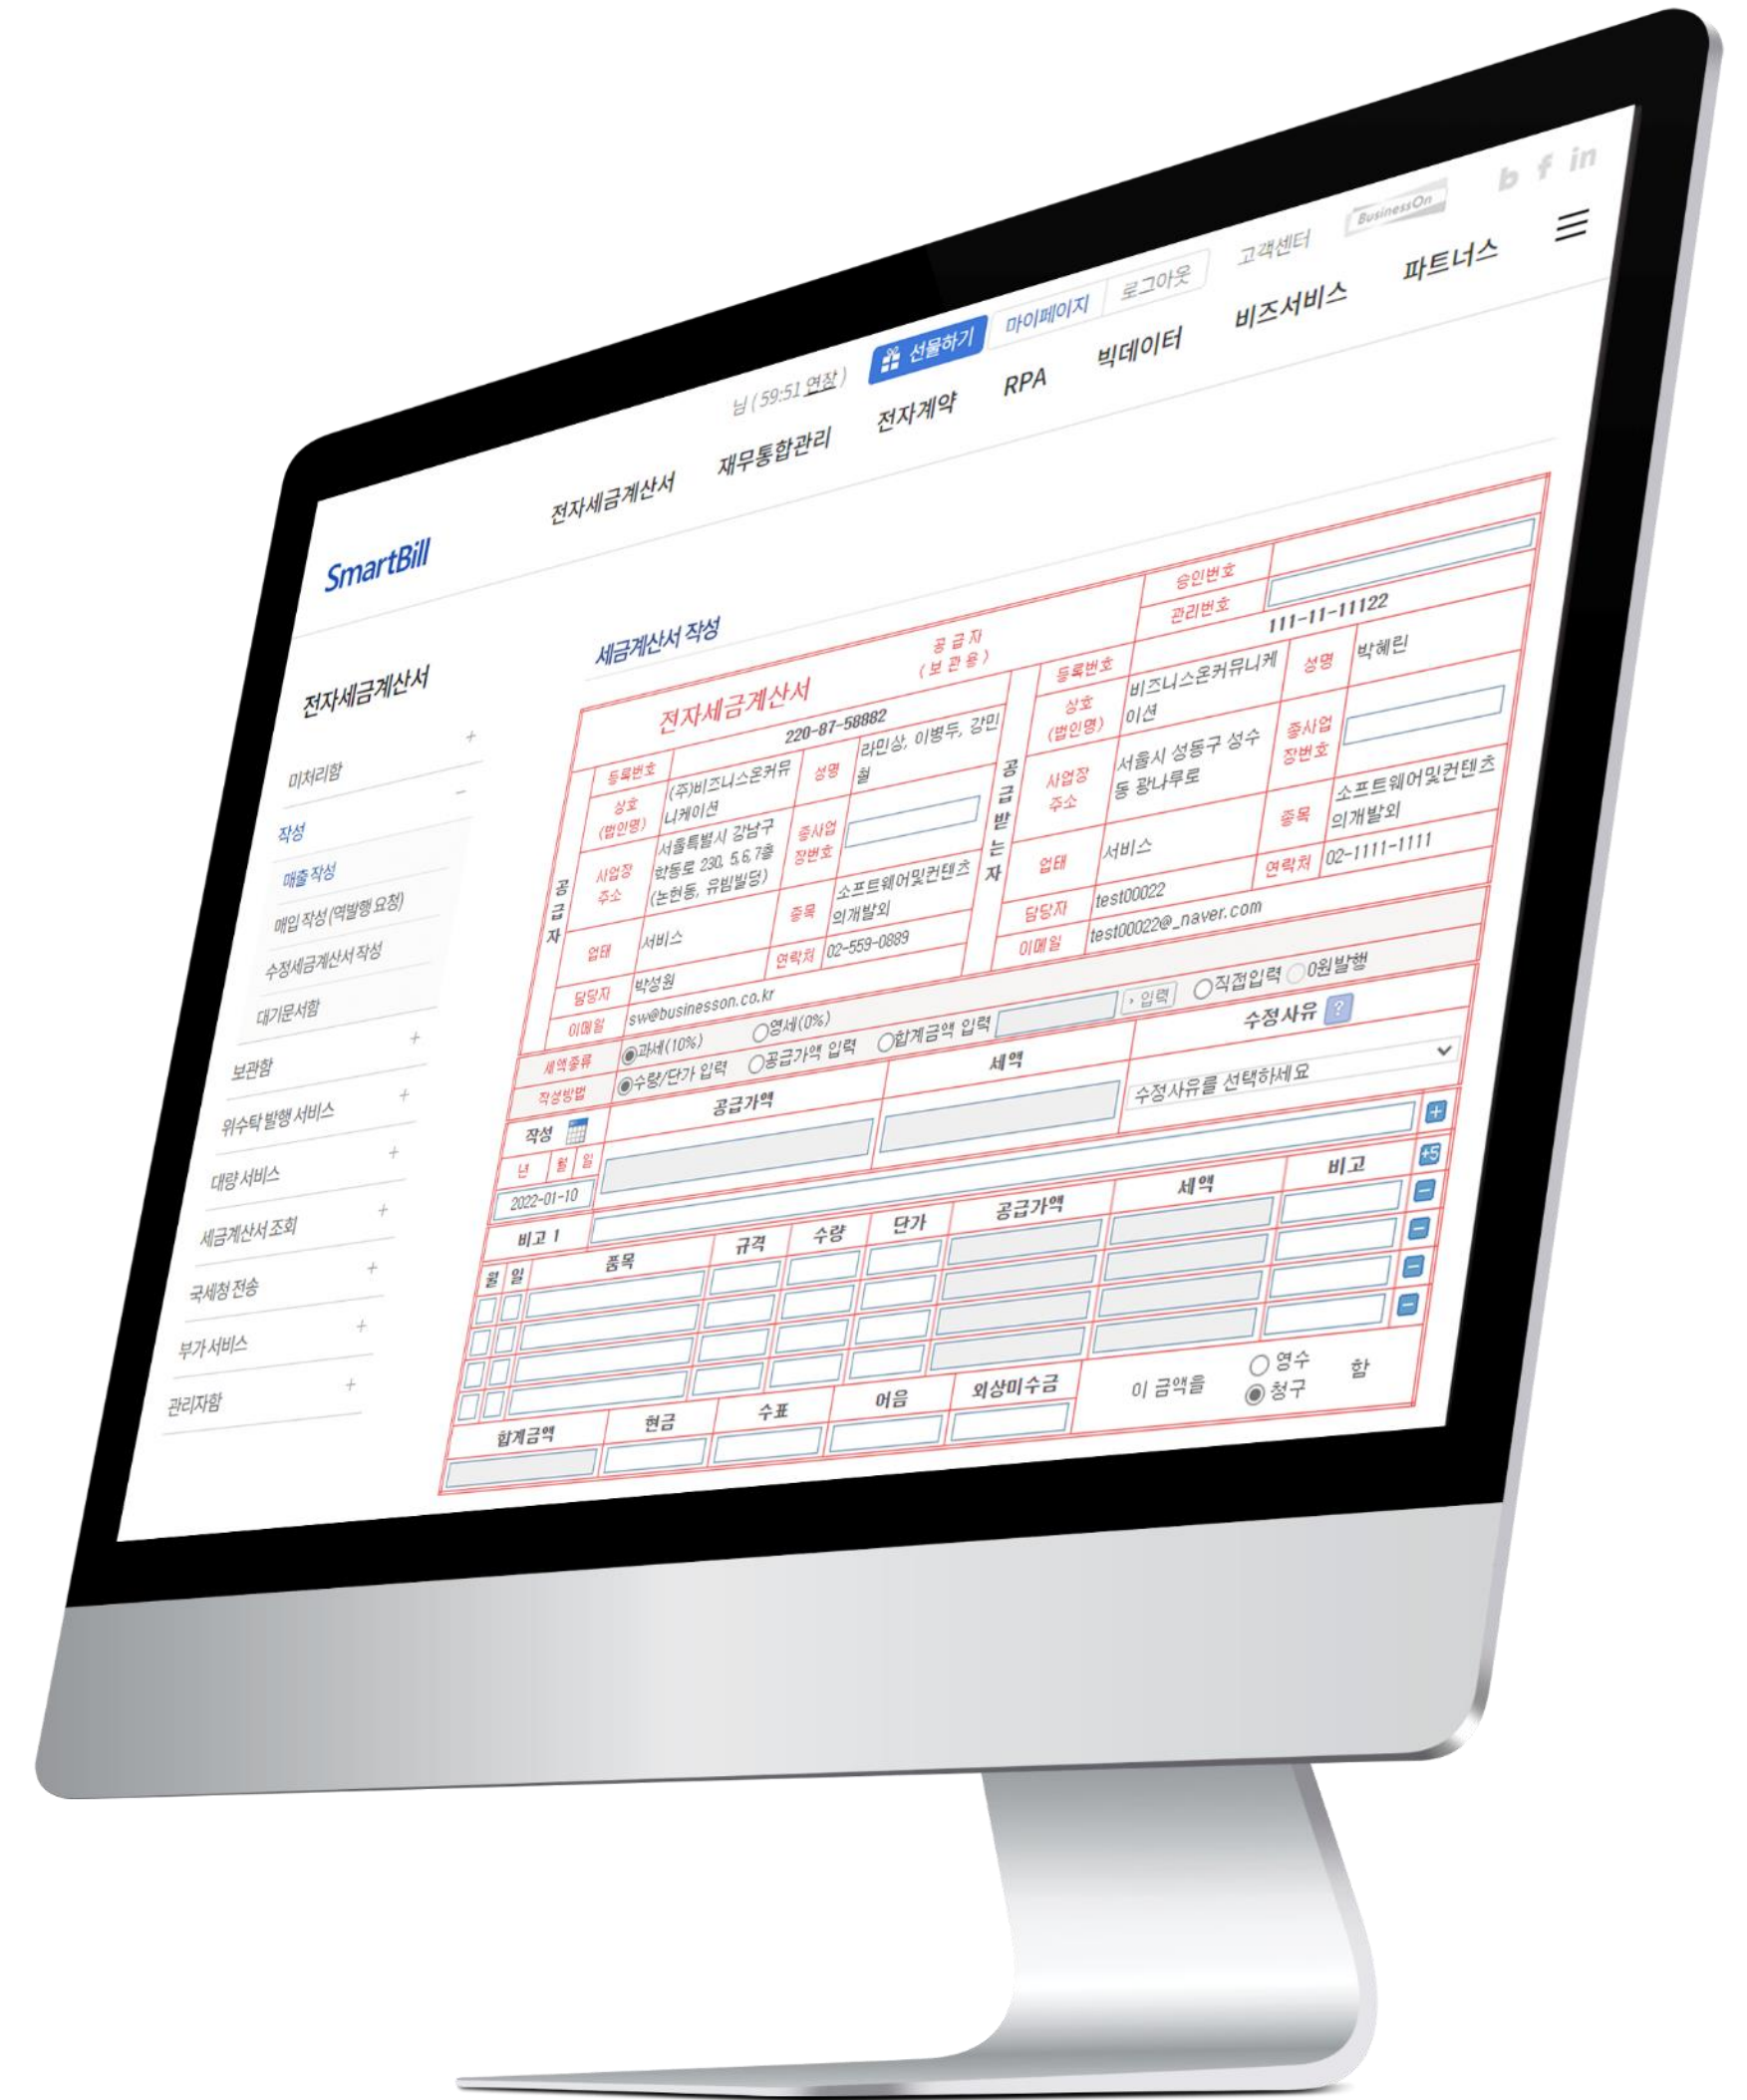 b f in
BusinessOn
고객센터
로그아웃
마이페이지
선물하기
님 ( 59:51 연장 )
SmartBill
전자세금계산서 재무통합관리 전자계약 RPA 빅데이터 비즈서비스 파트너스
전자세금계산서
미처리함 +
작성 −
매출 작성
매입 작성 (역발행 요청)
수정세금계산서 작성
대기문서함
보관함 +
위수탁 발행 서비스 +
대량 서비스 +
세금계산서 조회 +
국세청 전송 +
부가 서비스 +
관리자함 +
세금계산서 작성
전자세금계산서
공 급 자
( 보 관 용 )
승인번호
관리번호
공급자
등록번호 220-87-58882
상호
(법인명)
(주)비즈니스온커뮤
니케이션
성명
라민상, 이병두, 강민
철
사업장
주소
서울특별시 강남구
학동로 230, 5,6,7층
(논현동, 유빔빌딩)
종사업
장번호
업태 서비스
종목
소프트웨어및컨텐츠
의개발외
담당자 박성원
연락처 02-559-0889
이메일 sw@businesson.co.kr
공급받는자
등록번호 111-11-11122
상호
(법인명)
비즈니스온커뮤니케
이션
성명 박혜린
사업장
주소
서울시 성동구 성수
동 광나루로
종사업
장번호
업태 서비스
종목
소프트웨어및컨텐츠
의개발외
담당자 test00022
연락처 02-1111-1111
이메일 test00022@_naver.com
세액종류 과세(10%) 영세(0%)
작성방법 수량/단가 입력 공급가액 입력 합계금액 입력 입력 직접입력 0원발행
작성 공급가액 세액 수정사유 ?
년 월 일
2022-01-10
수정사유를 선택하세요
비고 1 +
월 일 품목 규격 수량 단가 공급가액 세액 비고 +5
합계금액 현금 수표 어음 외상미수금
이 금액을
영수
청구
함